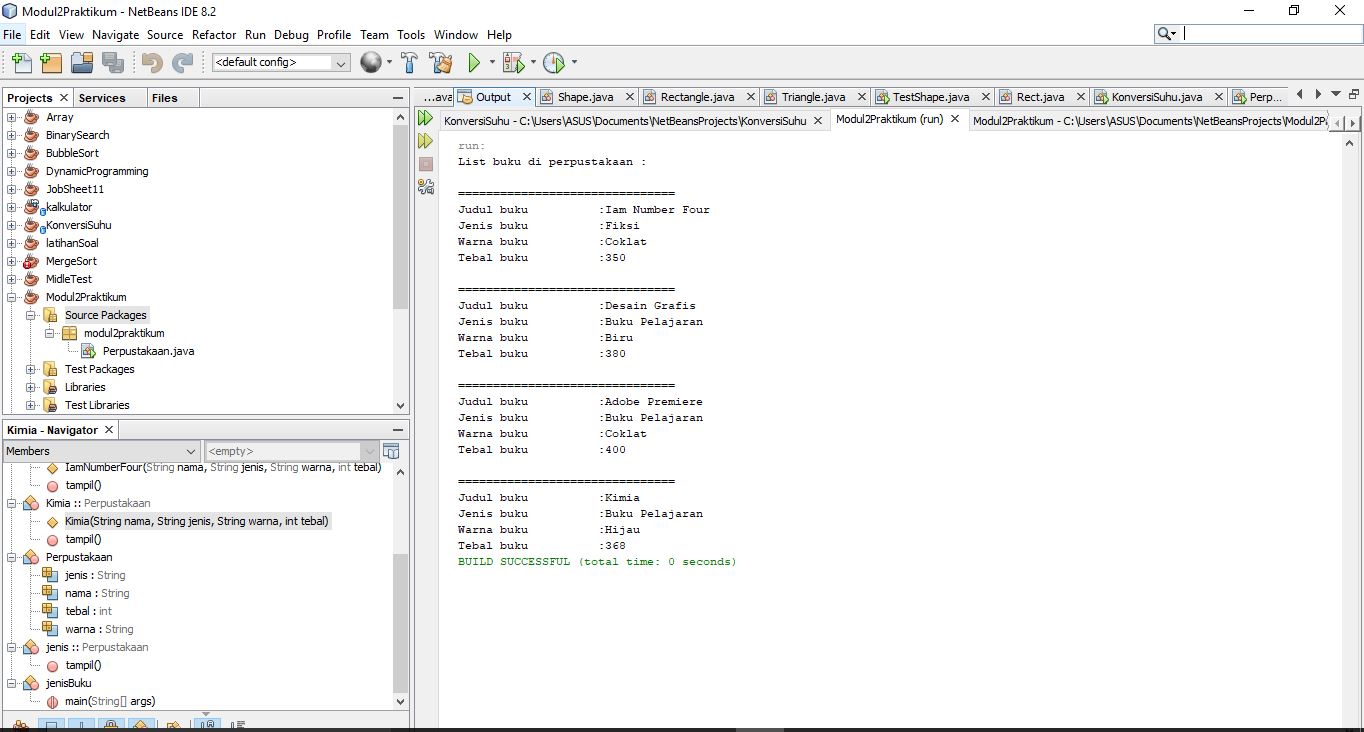 Modul2Praktikum - NetBeans IDE 8.2
File Edit View Navigate Source Refactor Run Debug Profile Team Tools Window Help
<default config>
Projects Services Files
Array
BinarySearch
BubbleSort
DynamicProgramming
JobSheet11
kalkulator
KonversiSuhu
latihanSoal
MergeSort
MidleTest
Modul2Praktikum
Source Packages
modul2praktikum
Perpustakaan.java
Test Packages
Libraries
Test Libraries
Kimia - Navigator
Members <empty>
IamNumberFour(String nama, String jenis, String warna, int tebal)
tampil()
Kimia :: Perpustakaan
Kimia(String nama, String jenis, String warna, int tebal)
tampil()
Perpustakaan
jenis : String
nama : String
tebal : int
warna : String
jenis :: Perpustakaan
tampil()
jenisBuku
main(String[] args)
...ava Output Shape.java Rectangle.java Triangle.java TestShape.java Rect.java KonversiSuhu.java Perp...
KonversiSuhu - C:\Users\ASUS\Documents\NetBeansProjects\KonversiSuhu Modul2Praktikum (run) Modul2Praktikum - C:\Users\ASUS\Documents\NetBeansProjects\Modul2P
run:
List buku di perpustakaan :
===============================
Judul buku :Iam Number Four
Jenis buku :Fiksi
Warna buku :Coklat
Tebal buku :350
===============================
Judul buku :Desain Grafis
Jenis buku :Buku Pelajaran
Warna buku :Biru
Tebal buku :380
===============================
Judul buku :Adobe Premiere
Jenis buku :Buku Pelajaran
Warna buku :Coklat
Tebal buku :400
===============================
Judul buku :Kimia
Jenis buku :Buku Pelajaran
Warna buku :Hijau
Tebal buku :368
BUILD SUCCESSFUL (total time: 0 seconds)